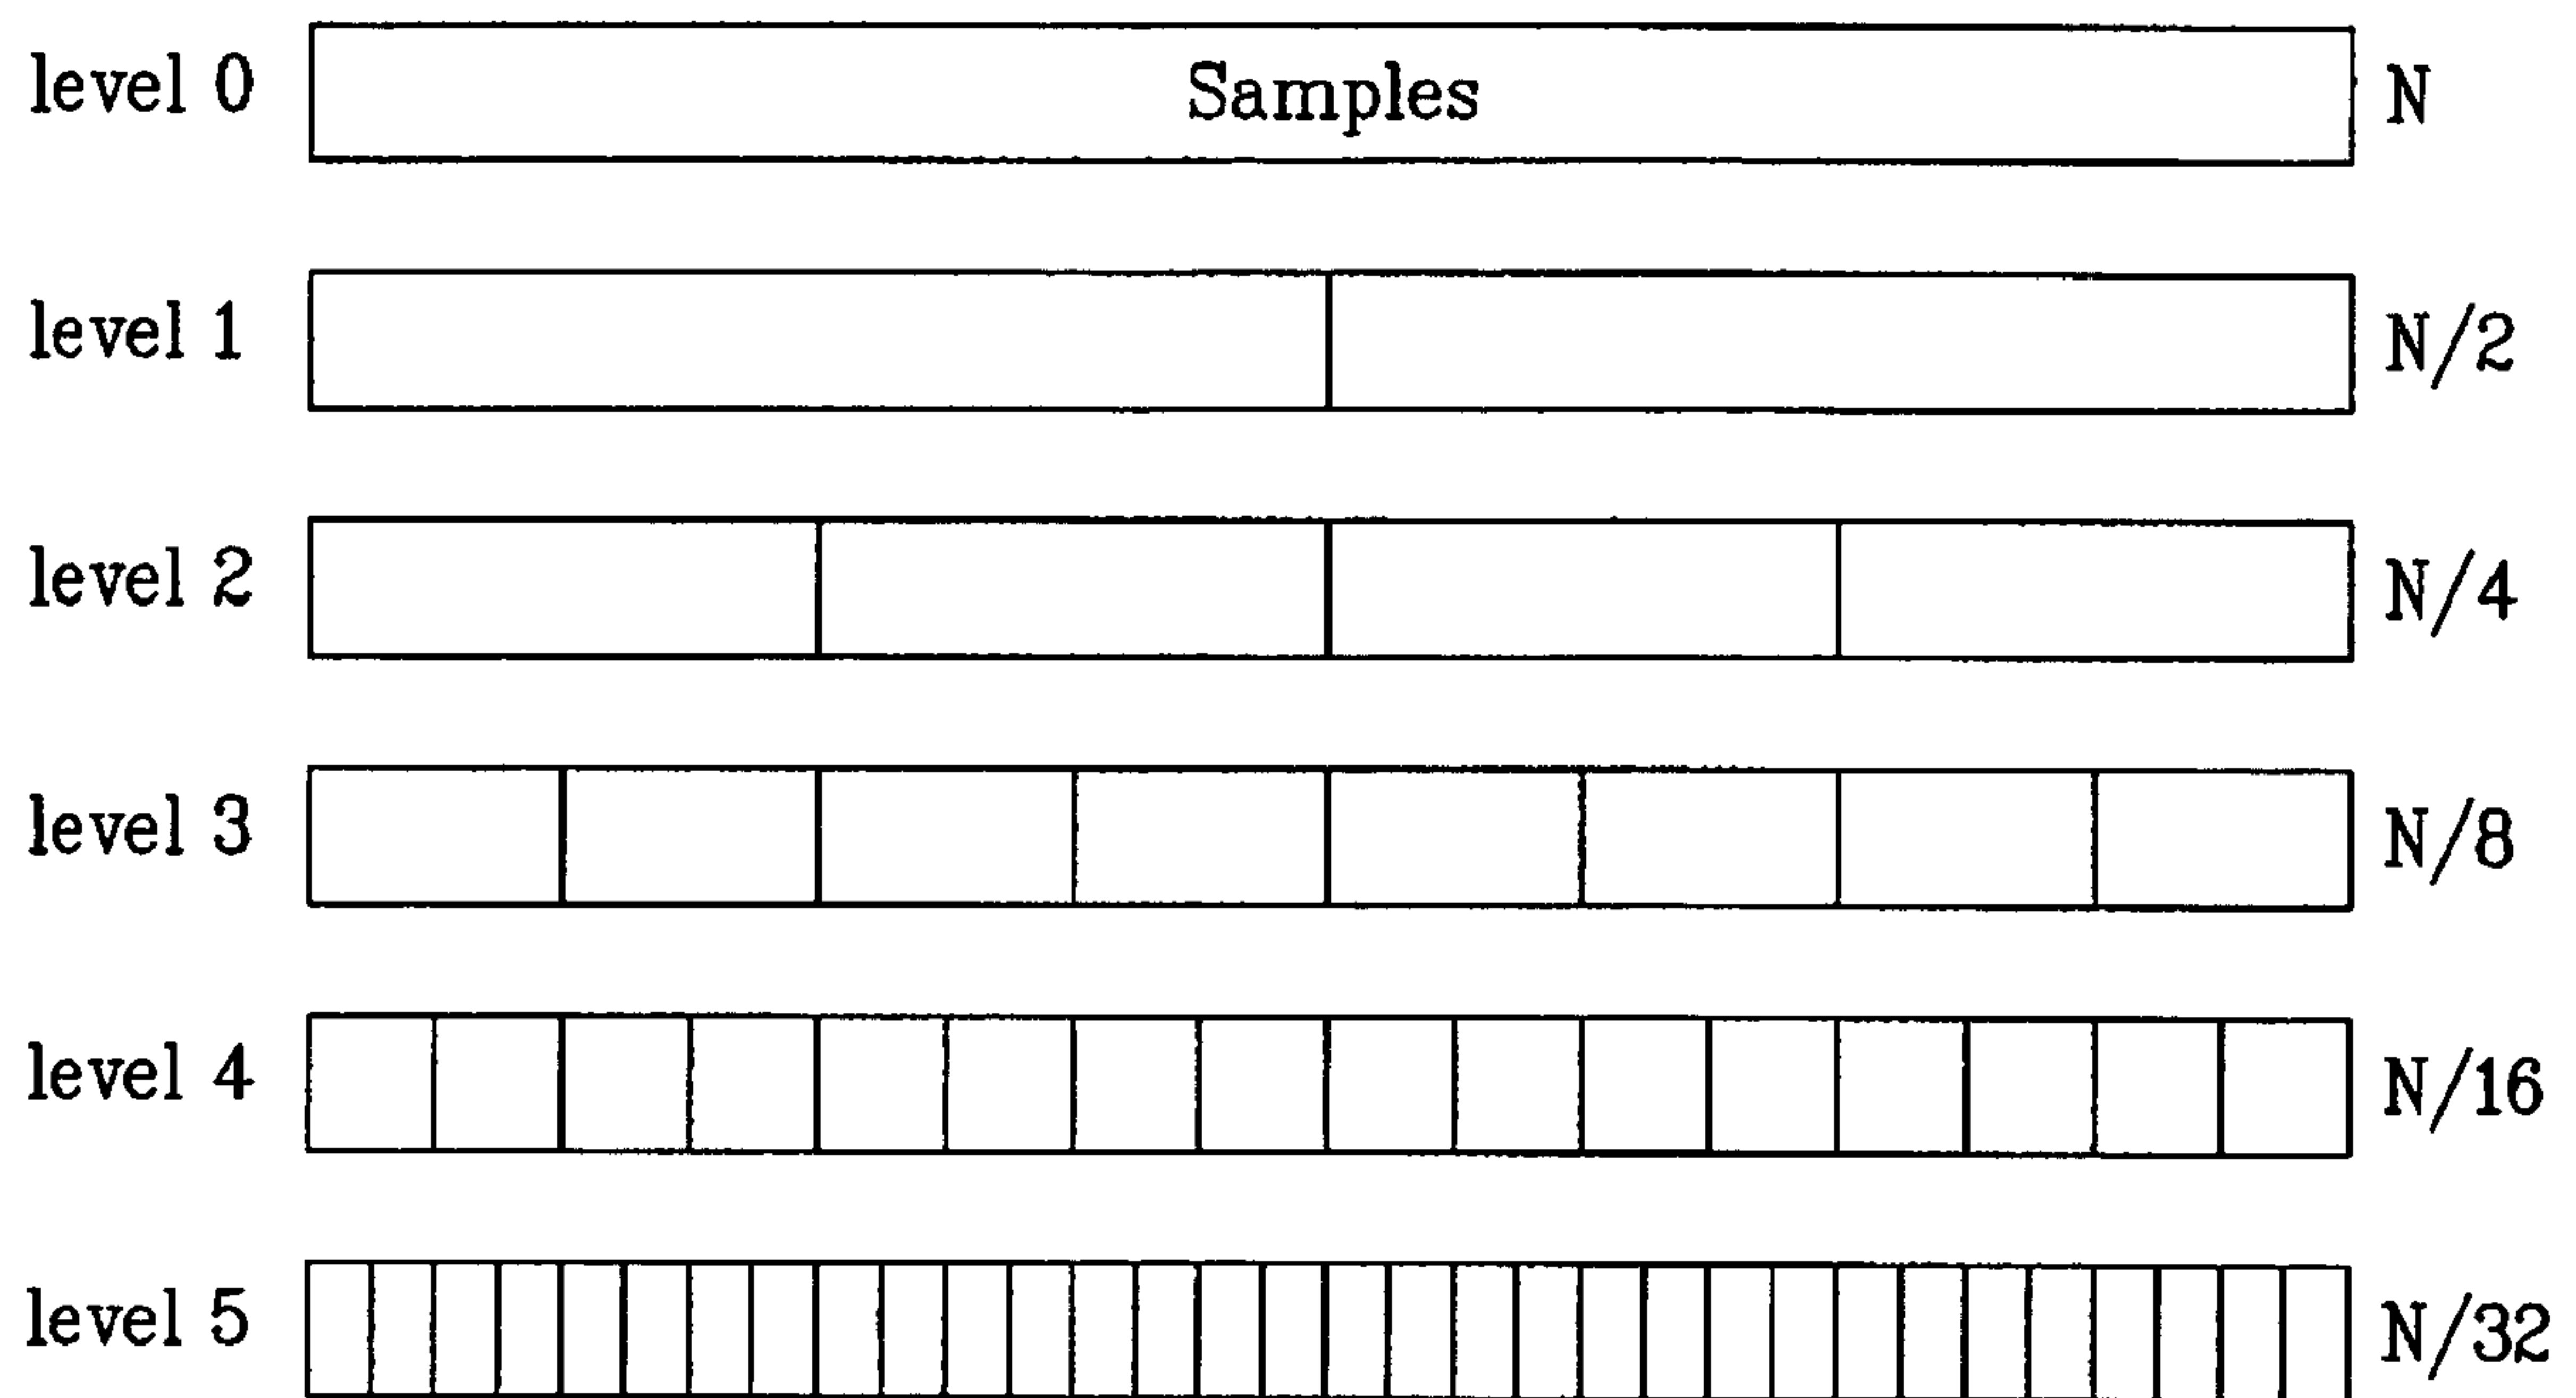 level 0 Samples N
level 1 N/2
level 2 N/4
level 3 N/8
level 4 N/16
level 5 N/32